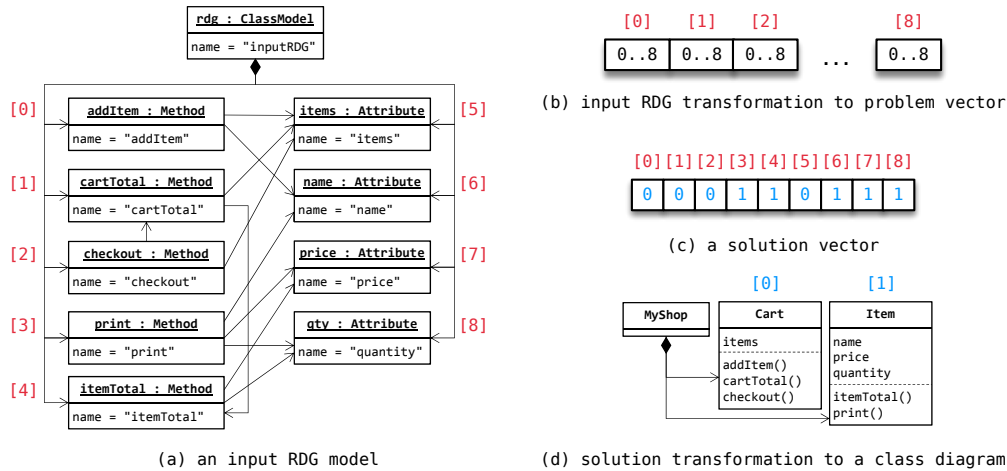 rdg : ClassModel
name = "inputRDG"
[0]
addItem : Method
name = "addItem"
items : Attribute
name = "items"
[5]
[1]
cartTotal : Method
name = "cartTotal"
name : Attribute
name = "name"
[6]
[2]
checkout : Method
name = "checkout"
price : Attribute
name = "price"
[7]
[3]
print : Method
name = "print"
qty : Attribute
name = "quantity"
[8]
[4]
itemTotal : Method
name = "itemTotal"
(a) an input RDG model
[0] [1] [2] [8]
0..8 0..8 0..8 ... 0..8
(b) input RDG transformation to problem vector
[0] [1] [2] [3] [4] [5] [6] [7] [8]
0 0 0 1 1 0 1 1 1
(c) a solution vector
[0] [1]
MyShop
Cart
items
addItem()
cartTotal()
checkout()
Item
name
price
quantity
itemTotal()
print()
(d) solution transformation to a class diagram